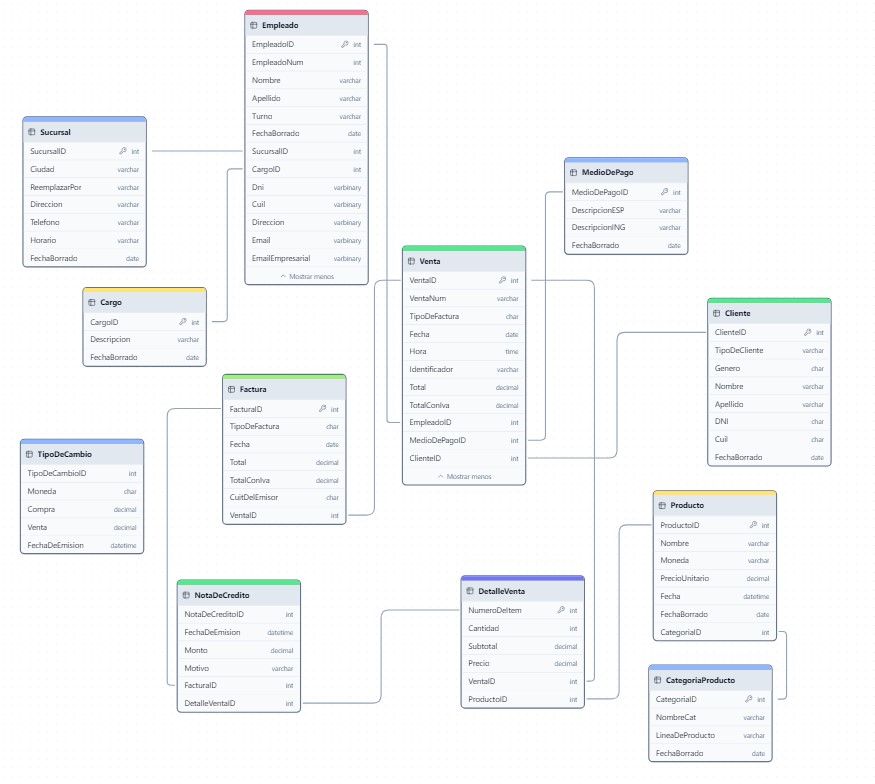 Empleado
EmpleadoID int
EmpleadoNum int
Nombre varchar
Apellido varchar
Turno varchar
FechaBorrado date
SucursalID int
CargoID int
Dni varbinary
Cuil varbinary
Direccion varbinary
Email varbinary
EmailEmpresarial varbinary
Mostrar menos
Sucursal
SucursalID int
Ciudad varchar
ReemplazarPor varchar
Direccion varchar
Telefono varchar
Horario varchar
FechaBorrado date
MedioDePago
MedioDePagoID int
DescripcionESP varchar
DescripcionING varchar
FechaBorrado date
Venta
VentaID int
VentaNum varchar
TipoDeFactura char
Fecha date
Hora time
Identificador varchar
Total decimal
TotalConIva decimal
EmpleadoID int
MedioDePagoID int
ClienteID int
Mostrar menos
Cargo
CargoID int
Descripcion varchar
FechaBorrado date
Cliente
ClienteID int
TipoDeCliente varchar
Genero char
Nombre varchar
Apellido varchar
DNI char
Cuil char
FechaBorrado date
Factura
FacturaID int
TipoDeFactura char
Fecha date
Total decimal
TotalConIva decimal
CuitDelEmisor char
VentaID int
TipoDeCambio
TipoDeCambioID int
Moneda char
Compra decimal
Venta decimal
FechaDeEmision datetime
Producto
ProductoID int
Nombre varchar
Moneda varchar
PrecioUnitario decimal
Fecha datetime
FechaBorrado date
CategoriaID int
NotaDeCredito
NotaDeCreditoID int
FechaDeEmision datetime
Monto decimal
Motivo varchar
FacturaID int
DetalleVentaID int
DetalleVenta
NumeroDeItem int
Cantidad int
Subtotal decimal
Precio decimal
VentaID int
ProductoID int
CategoriaProducto
CategoriaID int
NombreCat varchar
LineaDeProducto varchar
FechaBorrado date